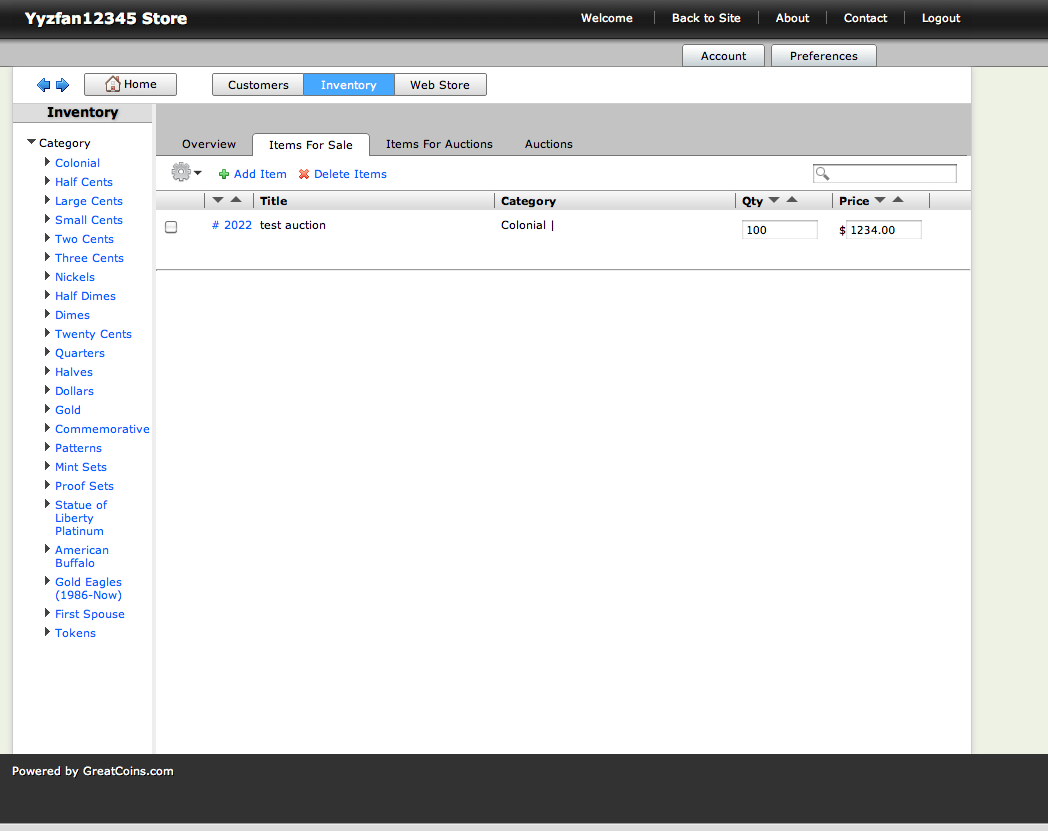 Yyzfan12345 Store
Welcome
Back to Site
About
Contact
Logout
Account
Preferences
Home
Customers
Inventory
Web Store
Inventory
Category
Colonial
Half Cents
Large Cents
Small Cents
Two Cents
Three Cents
Nickels
Half Dimes
Dimes
Twenty Cents
Quarters
Halves
Dollars
Gold
Commemorative
Patterns
Mint Sets
Proof Sets
Statue of
Liberty
Platinum
American
Buffalo
Gold Eagles
(1986-Now)
First Spouse
Tokens
Overview
Items For Sale
Items For Auctions
Auctions
Add Item
Delete Items
Title
Category
Qty
Price
# 2022
test auction
Colonial |
100
$ 1234.00
Powered by GreatCoins.com